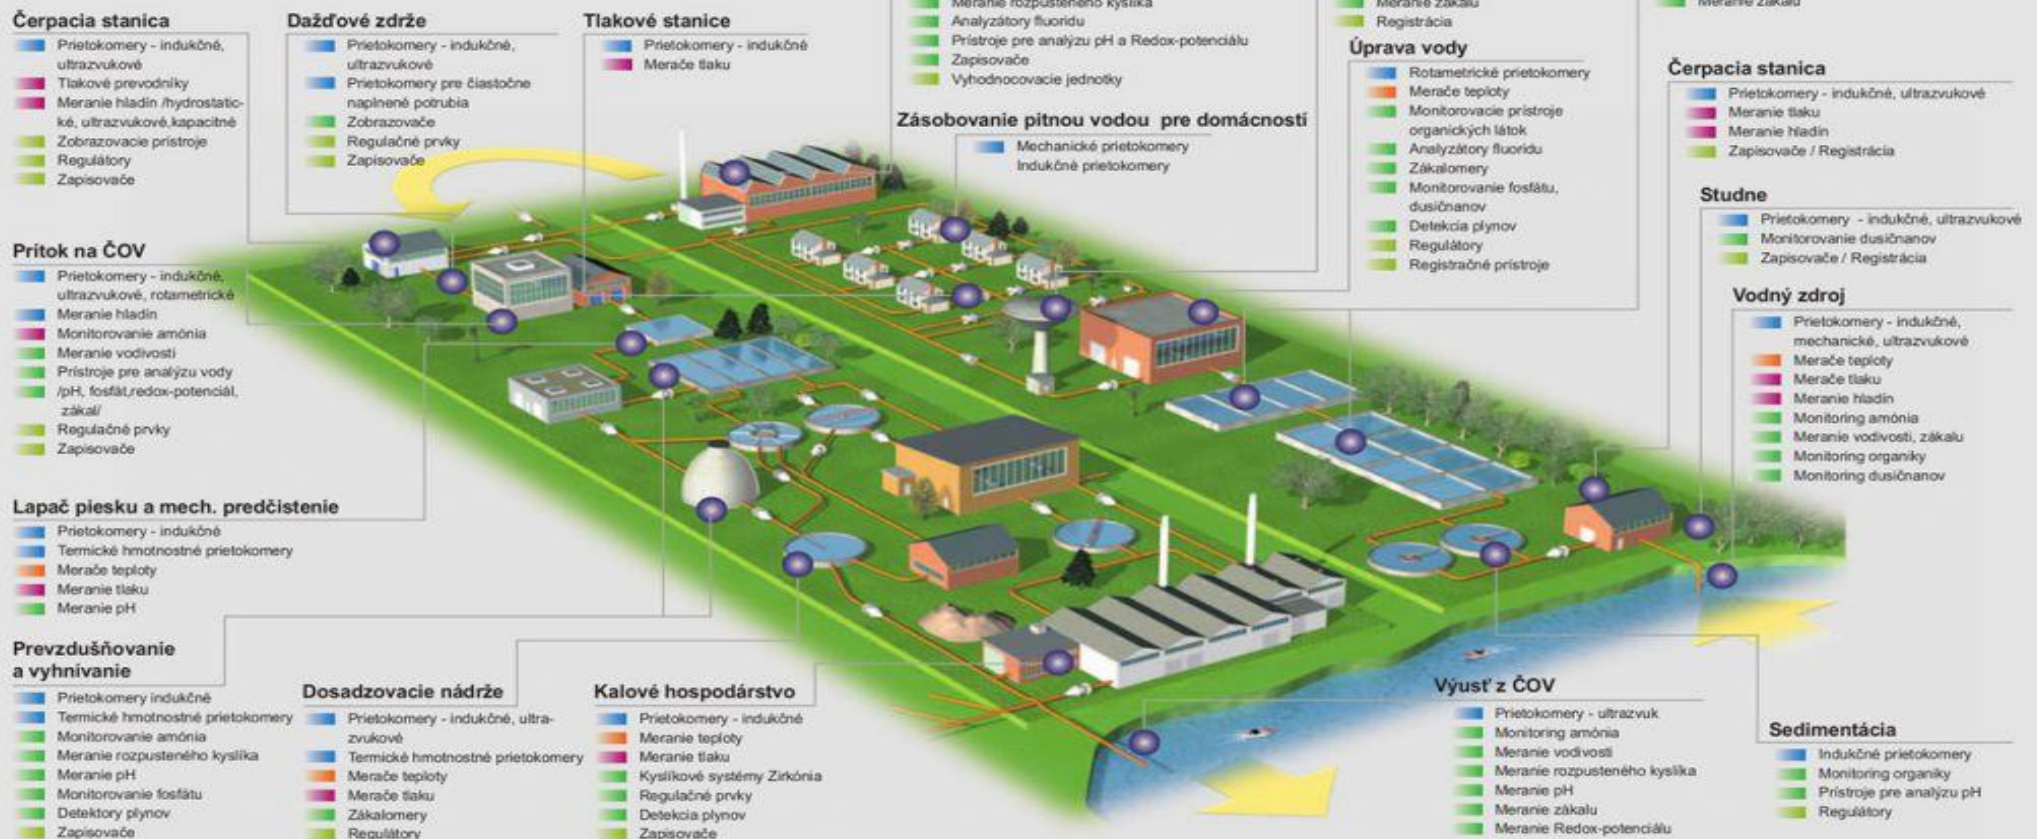 Čerpacia stanica
Prietokomery - indukčné,
ultrazvukové
Tlakové prevodníky
Meranie hladín /hydrostatic-
ké, ultrazvukové,kapacitné
Zobrazovacie prístroje
Regulátory
Zapisovače
Dažďové zdrže
Prietokomery - indukčné,
ultrazvukové
Prietokomery pre čiastočne
naplnené potrubia
Zobrazovače
Regulačné prvky
Zapisovače
Tlakové stanice
Prietokomery - indukčné
Merače tlaku
Meranie rozpusteného kyslíka
Analyzátory fluoridu
Prístroje pre analýzu pH a Redox-potenciálu
Zapisovače
Vyhodnocovacie jednotky
Zásobovanie pitnou vodou pre domácností
Mechanické prietokomery
Indukčné prietokomery
Meranie zákalu
Registrácia
Úprava vody
Rotametrické prietokomery
Merače teploty
Monitorovacie prístroje
organických látok
Analyzátory fluoridu
Zákalomery
Monitorovanie fosfátu,
dusičnanov
Detekcia plynov
Regulátory
Registračné prístroje
Meranie zákalu
Čerpacia stanica
Prietokomery - indukčné, ultrazvukové
Meranie tlaku
Meranie hladín
Zapisovače / Registrácia
Studne
Prietokomery - indukčné, ultrazvukové
Monitorovanie dusičnanov
Zapisovače / Registrácia
Vodný zdroj
Prietokomery - indukčné,
mechanické, ultrazvukové
Merače teploty
Merače tlaku
Meranie hladín
Monitoring amónia
Meranie vodivosti, zákalu
Monitoring organiky
Monitoring dusičnanov
Prítok na ČOV
Prietokomery - indukčné,
ultrazvukové, rotametrické
Meranie hladín
Monitorovanie amónia
Meranie vodivosti
Prístroje pre analýzu vody
/pH, fosfát,redox-potenciál,
zákal/
Regulačné prvky
Zapisovače
Lapač piesku a mech. predčistenie
Prietokomery - indukčné
Termické hmotnostné prietokomery
Merače teploty
Meranie tlaku
Meranie pH
Prevzdušňovanie
a vyhnívanie
Prietokomery indukčné
Termické hmotnostné prietokomery
Monitorovanie amónia
Meranie rozpusteného kyslíka
Meranie pH
Monitorovanie fosfátu
Detektory plynov
Zapisovače
Dosadzovacie nádrže
Prietokomery - indukčné, ultra-
zvukové
Termické hmotnostné prietokomery
Merače teploty
Merače tlaku
Zákalomery
Regulátory
Kalové hospodárstvo
Prietokomery - indukčné
Meranie teploty
Meranie tlaku
Kyslíkové systémy Zirkónia
Regulačné prvky
Detekcia plynov
Zapisovače
Výusť z ČOV
Prietokomery - ultrazvuk
Monitoring amónia
Meranie vodivosti
Meranie rozpusteného kyslíka
Meranie pH
Meranie zákalu
Meranie Redox-potenciálu
Sedimentácia
Indukčné prietokomery
Monitoring organiky
Prístroje pre analýzu pH
Regulátory